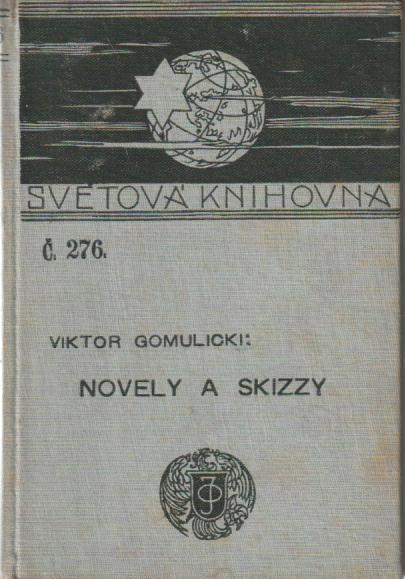 SVĚTOVÁ KNIHOVNA
Č. 276.
VIKTOR GOMULICKI:
NOVELY A SKIZZY